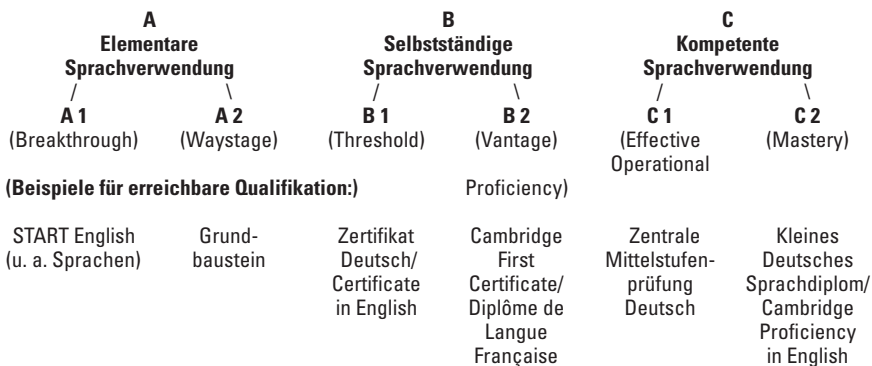 A B C
Elementare Selbstständige Kompetente
Sprachverwendung Sprachverwendung Sprachverwendung
/ \ / \ / \
A 1 A 2 B 1 B 2 C 1 C 2
(Breakthrough) (Waystage) (Threshold) (Vantage) (Effective (Mastery)
Operational
(Beispiele für erreichbare Qualifikation:) Proficiency)
START English Grund- Zertifikat Cambridge Zentrale Kleines
(u. a. Sprachen) baustein Deutsch/ First Mittelstufen- Deutsches
Certificate Certificate/ prüfung Sprachdiplom/
in English Diplôme de Deutsch Cambridge
Langue Proficiency
Française in English